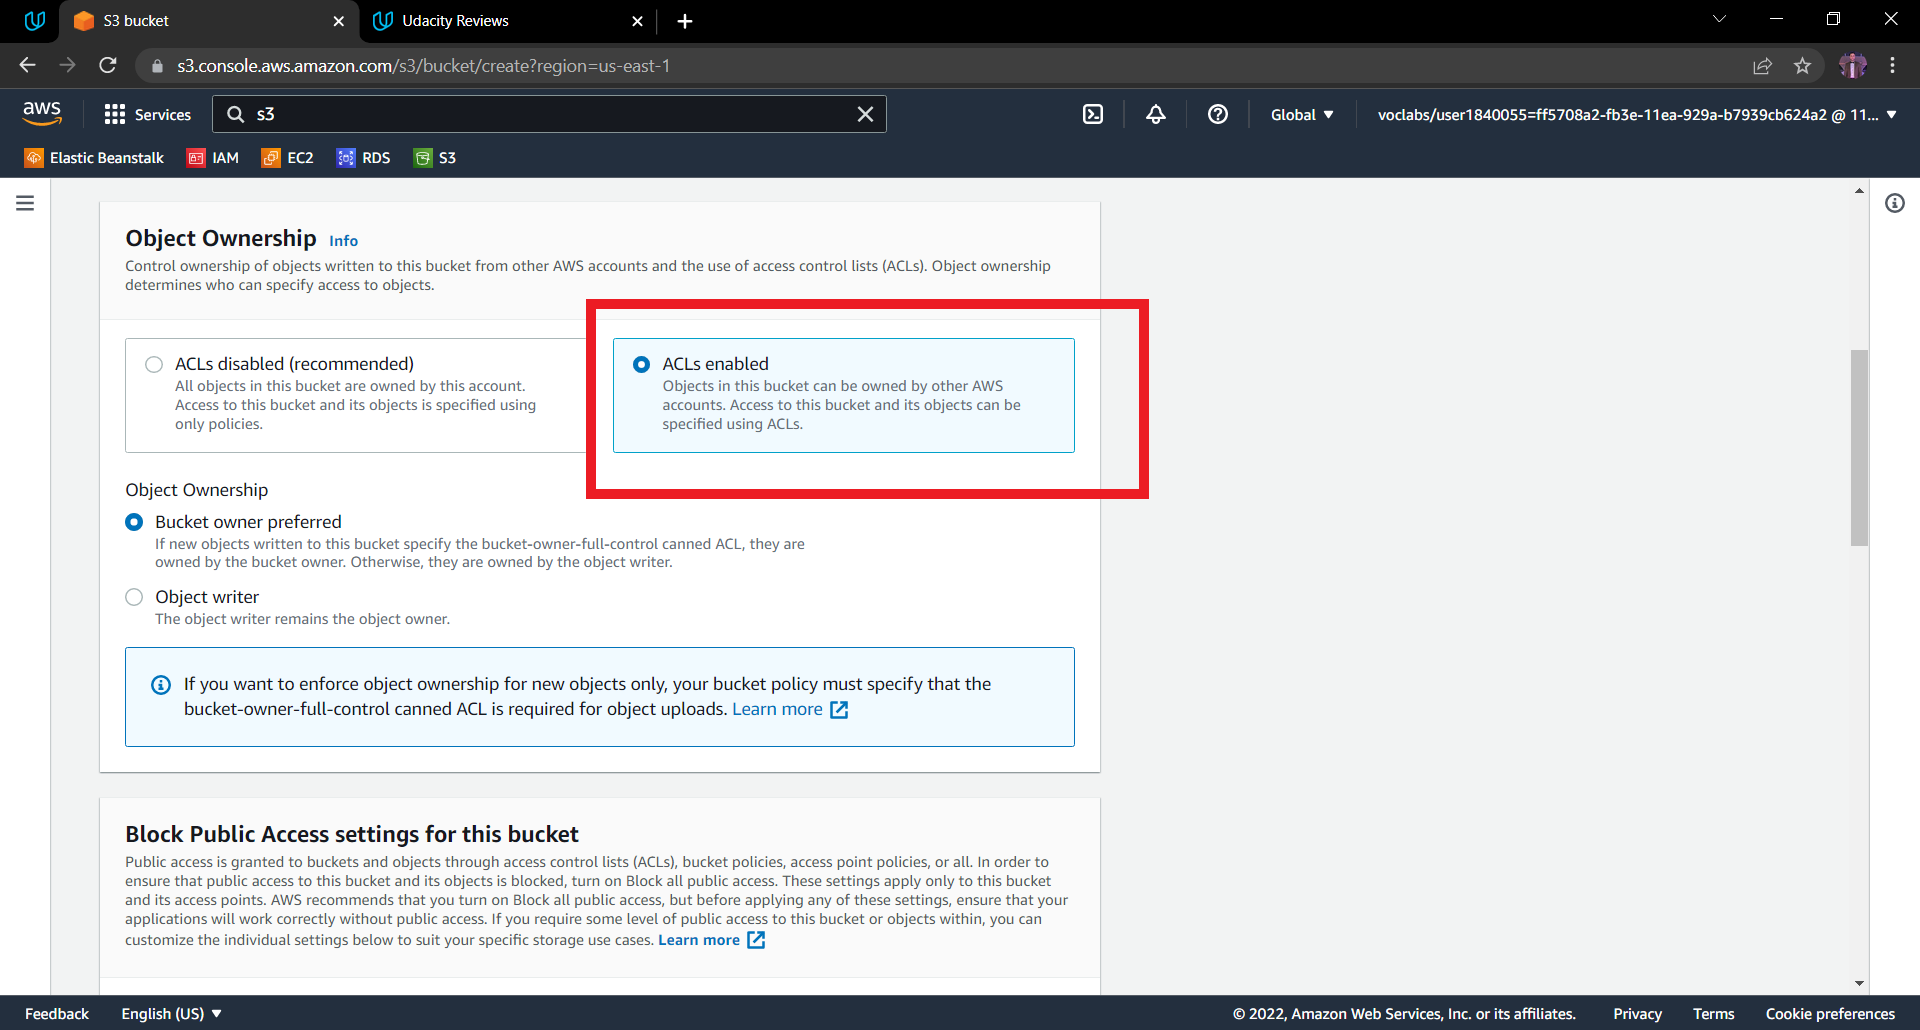 S3 bucket
Udacity Reviews
s3.console.aws.amazon.com/s3/bucket/create?region=us-east-1
aws
Services
s3
Global
voclabs/user1840055=ff5708a2-fb3e-11ea-929a-b7939cb624a2 @ 11...
Elastic Beanstalk
IAM
EC2
RDS
S3
Object Ownership Info
Control ownership of objects written to this bucket from other AWS accounts and the use of access control lists (ACLs). Object ownership
determines who can specify access to objects.
ACLs disabled (recommended)
All objects in this bucket are owned by this account.
Access to this bucket and its objects is specified using
only policies.
ACLs enabled
Objects in this bucket can be owned by other AWS
accounts. Access to this bucket and its objects can be
specified using ACLs.
Object Ownership
Bucket owner preferred
If new objects written to this bucket specify the bucket-owner-full-control canned ACL, they are
owned by the bucket owner. Otherwise, they are owned by the object writer.
Object writer
The object writer remains the object owner.
If you want to enforce object ownership for new objects only, your bucket policy must specify that the
bucket-owner-full-control canned ACL is required for object uploads. Learn more
Block Public Access settings for this bucket
Public access is granted to buckets and objects through access control lists (ACLs), bucket policies, access point policies, or all. In order to
ensure that public access to this bucket and its objects is blocked, turn on Block all public access. These settings apply only to this bucket
and its access points. AWS recommends that you turn on Block all public access, but before applying any of these settings, ensure that your
applications will work correctly without public access. If you require some level of public access to this bucket or objects within, you can
customize the individual settings below to suit your specific storage use cases. Learn more
Feedback
English (US)
© 2022, Amazon Web Services, Inc. or its affiliates.
Privacy
Terms
Cookie preferences